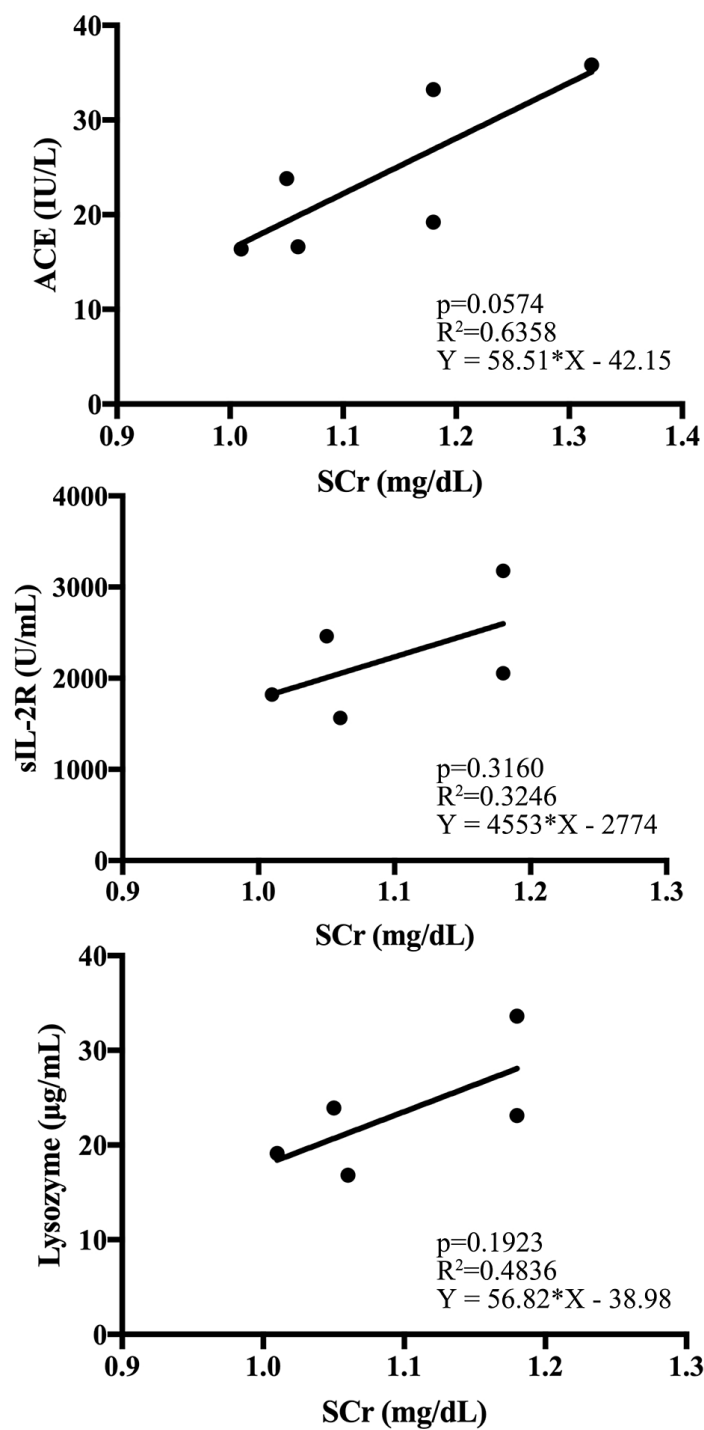 40
30
20
10
0
ACE (IU/L)
p=0.0574
R²=0.6358
Y = 58.51*X - 42.15
0.9 1.0 1.1 1.2 1.3 1.4
SCr (mg/dL)
4000
3000
2000
1000
0
sIL-2R (U/mL)
p=0.3160
R²=0.3246
Y = 4553*X - 2774
0.9 1.0 1.1 1.2 1.3
SCr (mg/dL)
40
30
20
10
0
Lysozyme (µg/mL)
p=0.1923
R²=0.4836
Y = 56.82*X - 38.98
0.9 1.0 1.1 1.2 1.3
SCr (mg/dL)